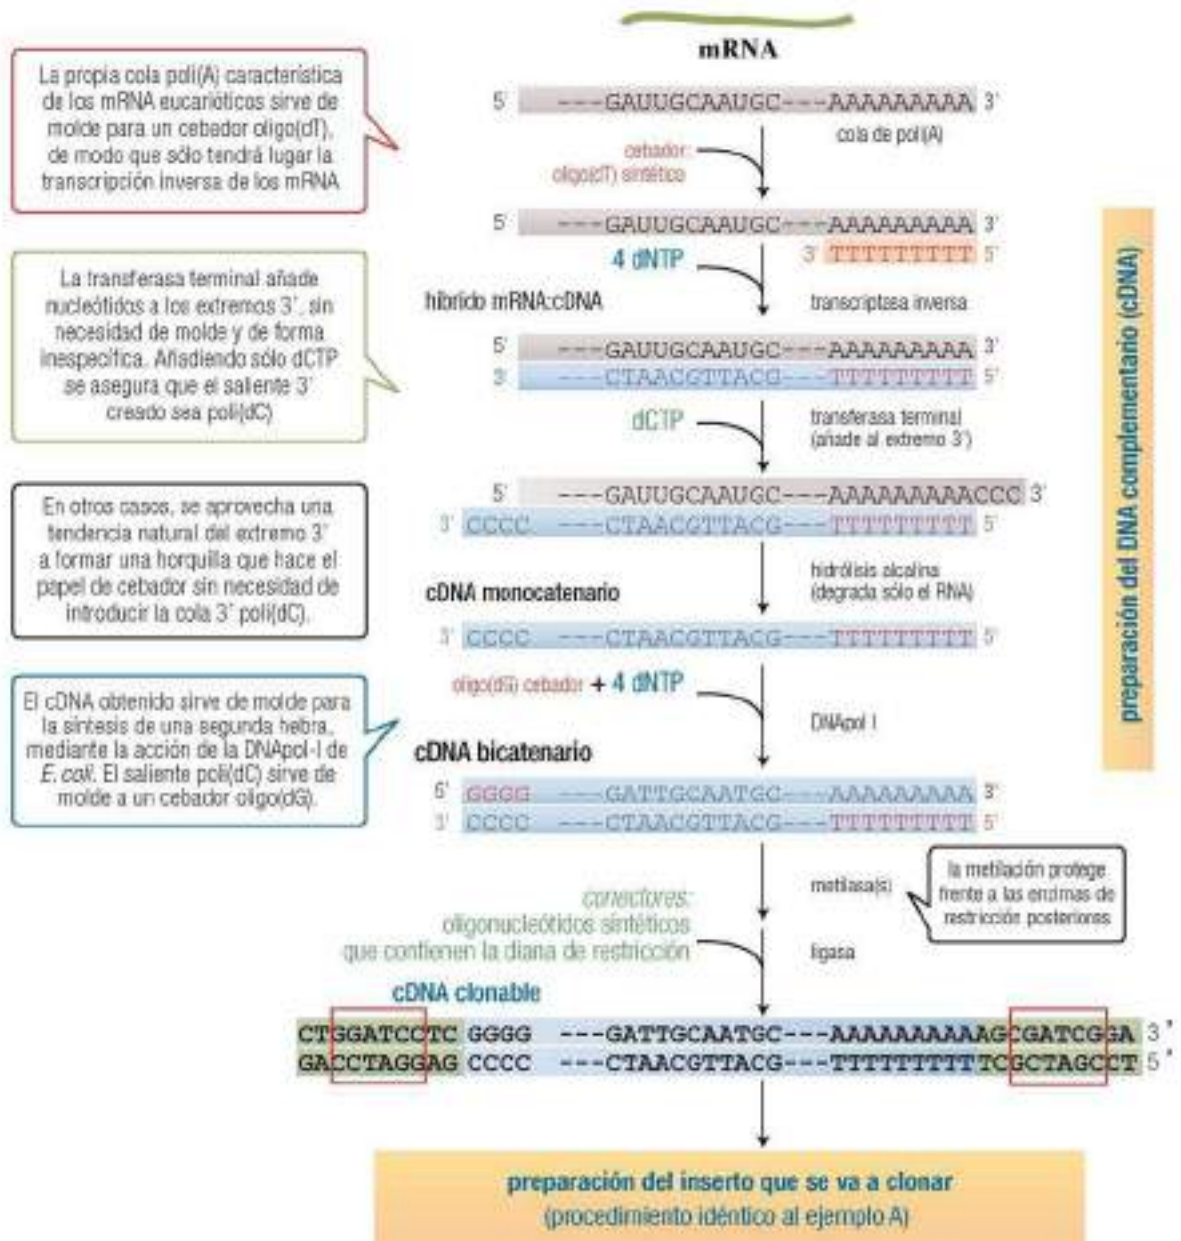 mRNA
La propia cola poli(A) característica
de los mRNA eucarióticos sirve de
molde para un cebador oligo(dT),
de modo que sólo tendrá lugar la
transcripción inversa de los mRNA
5' ---GAUUGCAAUGC---AAAAAAAAA 3'
cola de poli(A)
cebador:
oligo(dT) sintético
5' ---GAUUGCAAUGC---AAAAAAAAA 3'
3' TTTTTTTTT 5'
4 dNTP
híbrido mRNA:cDNA
transcriptasa inversa
5' ---GAUUGCAAUGC---AAAAAAAAA 3'
3' ---CTAACGTTACG---TTTTTTTTT 5'
La transferasa terminal añade
nucleótidos a los extremos 3', sin
necesidad de molde y de forma
inespecífica. Añadiendo sólo dCTP
se asegura que el saliente 3'
creado sea poli(dC)
dCTP
transferasa terminal
(añade al extremo 3')
5' ---GAUUGCAAUGC---AAAAAAAAACCC 3'
3' CCCC ---CTAACGTTACG---TTTTTTTTT 5'
En otros casos, se aprovecha una
tendencia natural del extremo 3'
a formar una horquilla que hace el
papel de cebador sin necesidad de
introducir la cola 3' poli(dC).
hidrólisis alcalina
(degrada sólo el RNA)
cDNA monocatenario
3' CCCC ---CTAACGTTACG---TTTTTTTTT 5'
oligo(dG) cebador + 4 dNTP
DNApol I
El cDNA obtenido sirve de molde para
la síntesis de una segunda hebra,
mediante la acción de la DNApol-I de
E. coli. El saliente poli(dC) sirve de
molde a un cebador oligo(dG).
cDNA bicatenario
5' GGGG ---GATTGCAATGC---AAAAAAAAA 3'
3' CCCC ---CTAACGTTACG---TTTTTTTTT 5'
preparación del DNA complementario (cDNA)
metilasa(s)
la metilación protege
frente a las enzimas de
restricción posteriores
conectores:
oligonucleótidos sintéticos
que contienen la diana de restricción
ligasa
cDNA clonable
CTGGATCCTC GGGG ---GATTGCAATGC---AAAAAAAAAAGCGATCGGA 3'
GACCTAGGAG CCCC ---CTAACGTTACG---TTTTTTTTTTCGCTAGCCT 5'
preparación del inserto que se va a clonar
(procedimiento idéntico al ejemplo A)